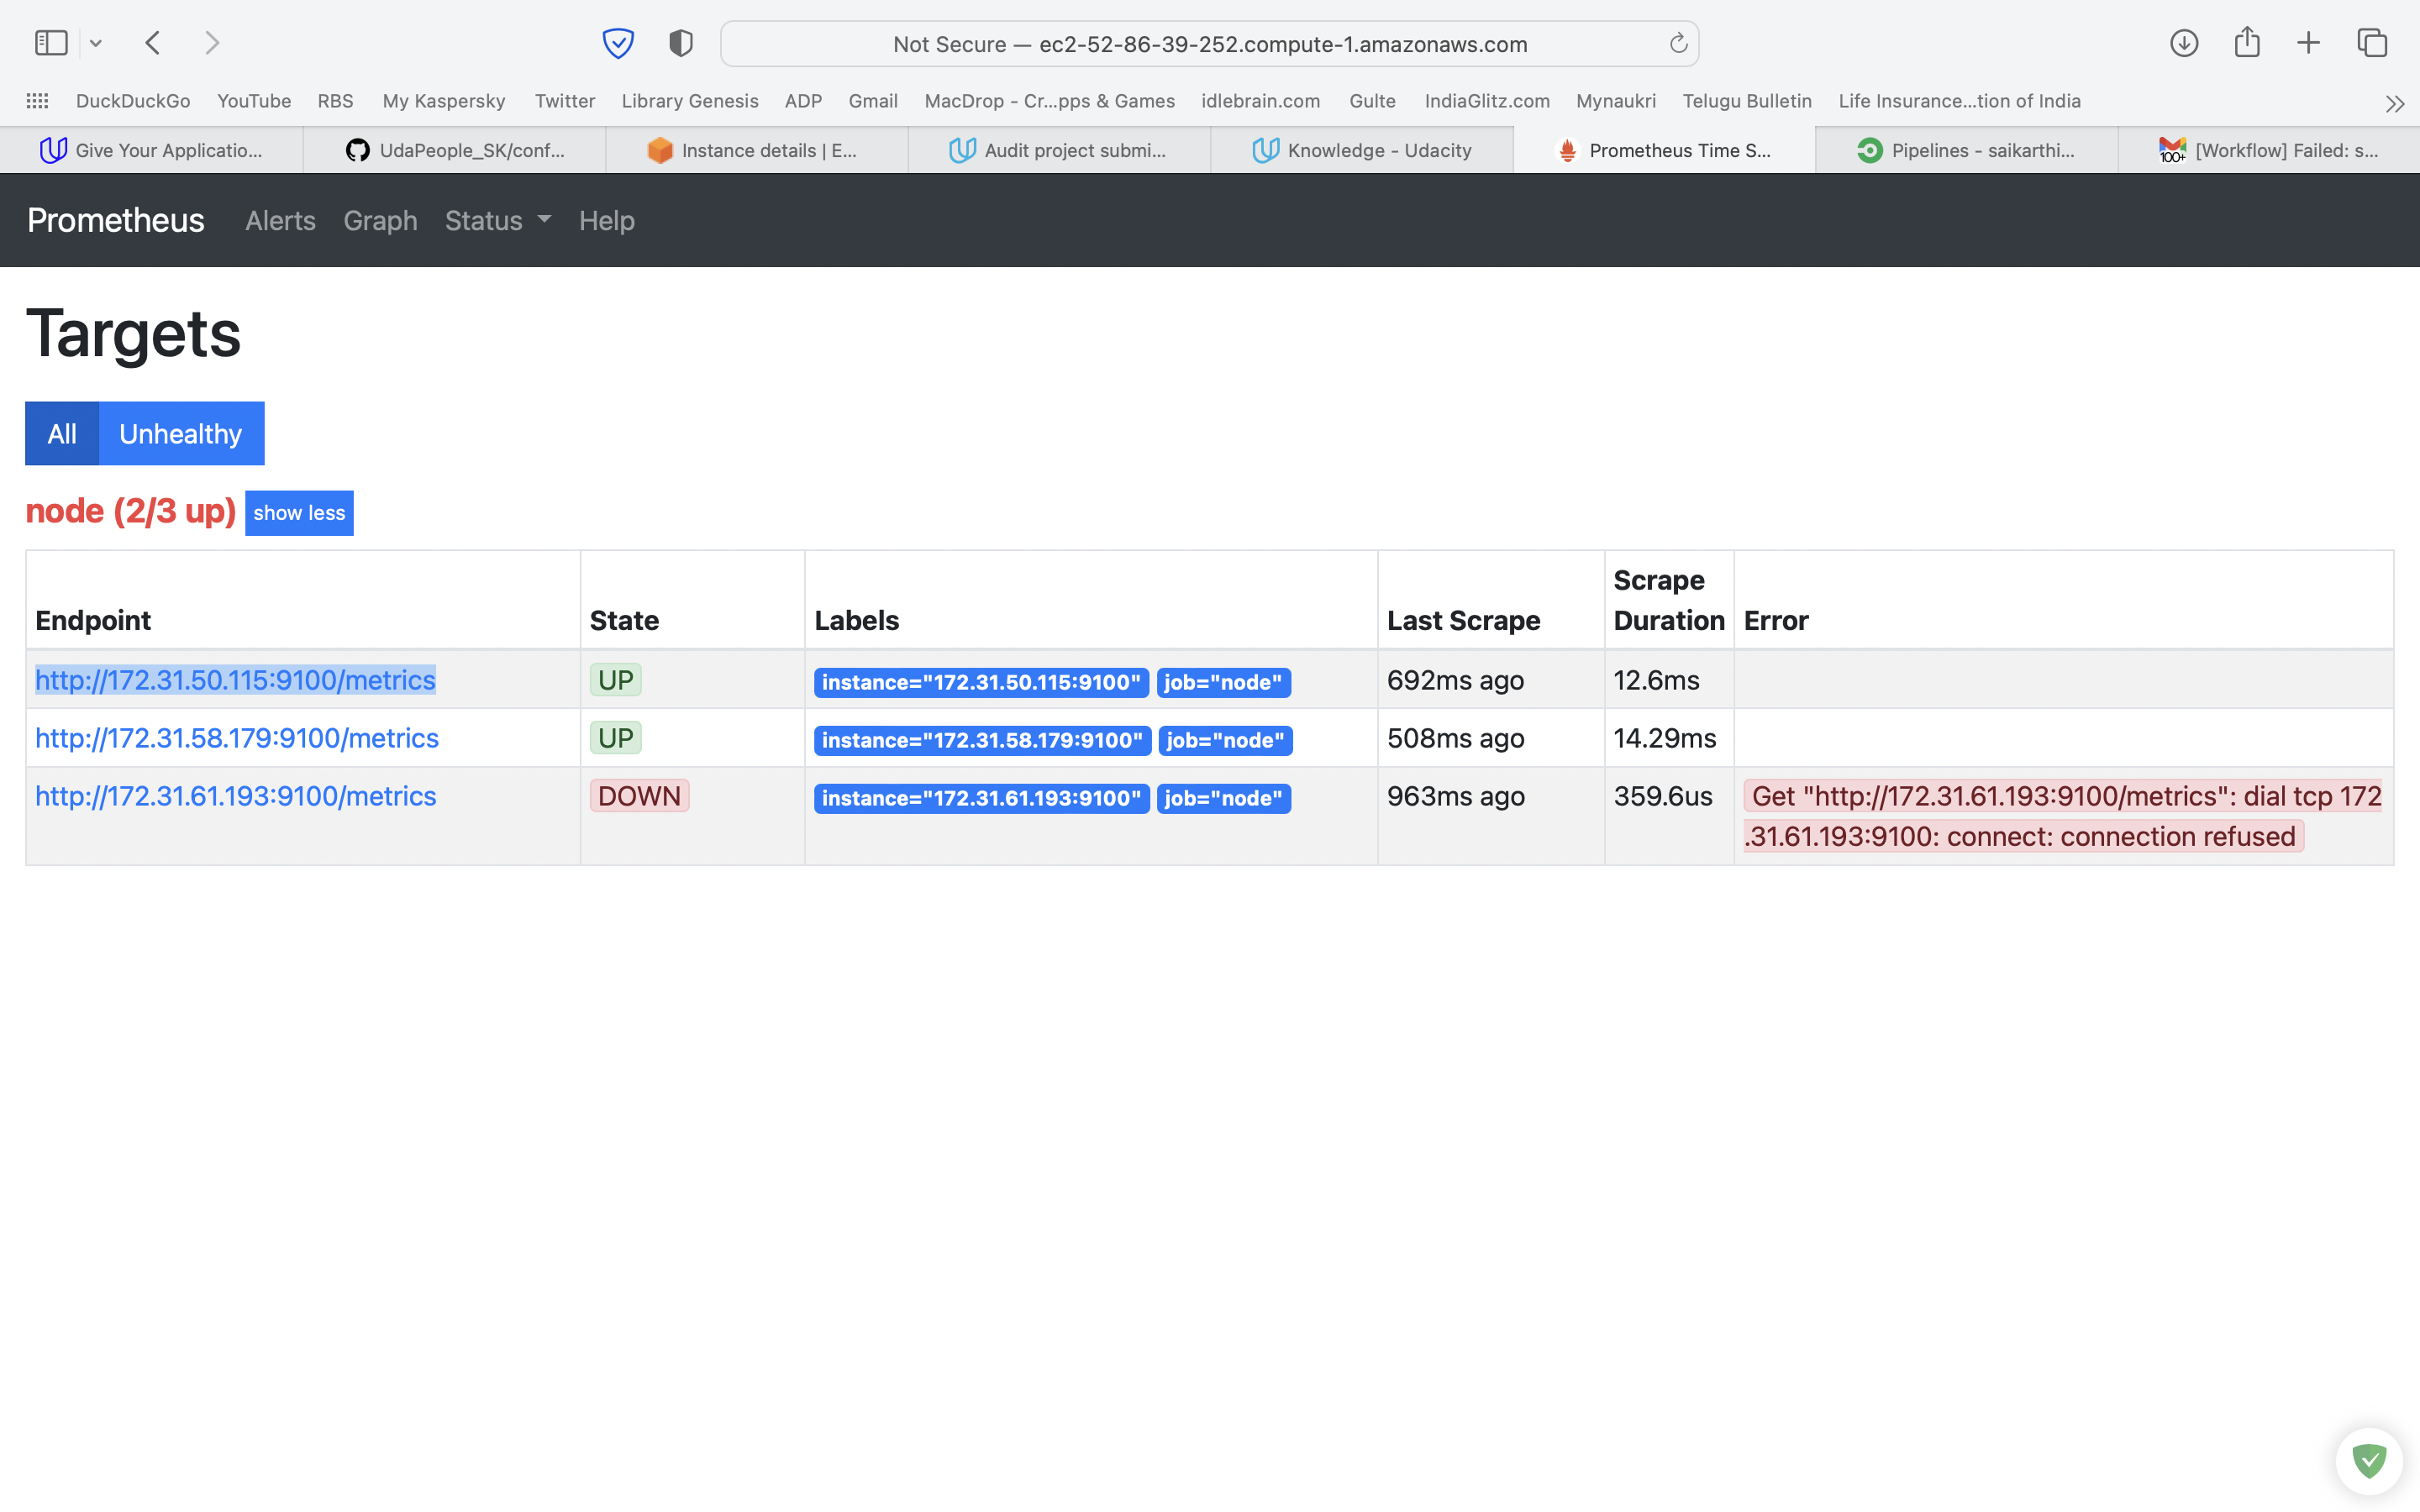 Not Secure — ec2-52-86-39-252.compute-1.amazonaws.com
DuckDuckGo YouTube RBS My Kaspersky Twitter Library Genesis ADP Gmail MacDrop - Cr...pps & Games idlebrain.com Gulte IndiaGlitz.com Mynaukri Telugu Bulletin Life Insurance...tion of India
Give Your Applicatio... UdaPeople_SK/conf... Instance details | E... Audit project submi... Knowledge - Udacity Prometheus Time S... Pipelines - saikarthi... 100+ [Workflow] Failed: s...
Prometheus Alerts Graph Status Help
Targets
All Unhealthy
node (2/3 up) show less
Endpoint State Labels Last Scrape Scrape Duration Error
http://172.31.50.115:9100/metrics UP instance="172.31.50.115:9100" job="node" 692ms ago 12.6ms
http://172.31.58.179:9100/metrics UP instance="172.31.58.179:9100" job="node" 508ms ago 14.29ms
http://172.31.61.193:9100/metrics DOWN instance="172.31.61.193:9100" job="node" 963ms ago 359.6us Get "http://172.31.61.193:9100/metrics": dial tcp 172
.31.61.193:9100: connect: connection refused